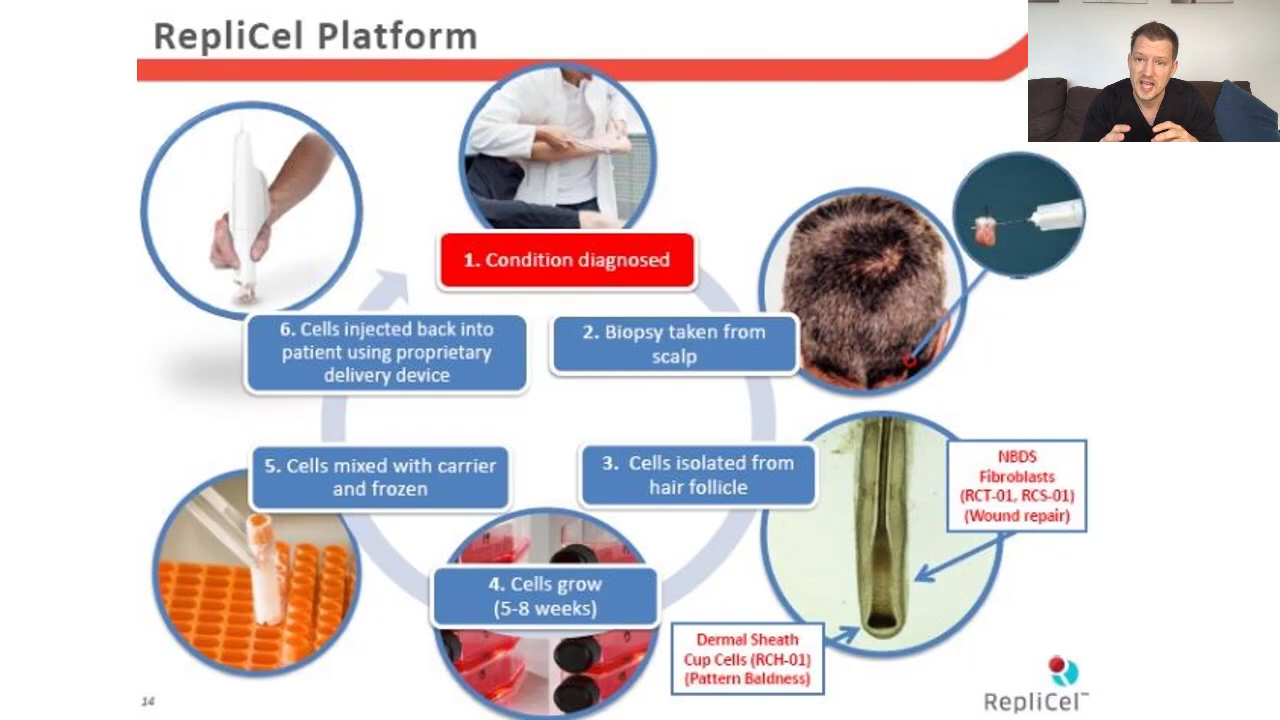 RepliCel Platform
1. Condition diagnosed
2. Biopsy taken from
scalp
3. Cells isolated from
hair follicle
NBDS
Fibroblasts
(RCT-01, RCS-01)
(Wound repair)
Dermal Sheath
Cup Cells (RCH-01)
(Pattern Baldness)
4. Cells grow
(5-8 weeks)
5. Cells mixed with carrier
and frozen
6. Cells injected back into
patient using proprietary
delivery device
14
RepliCel™